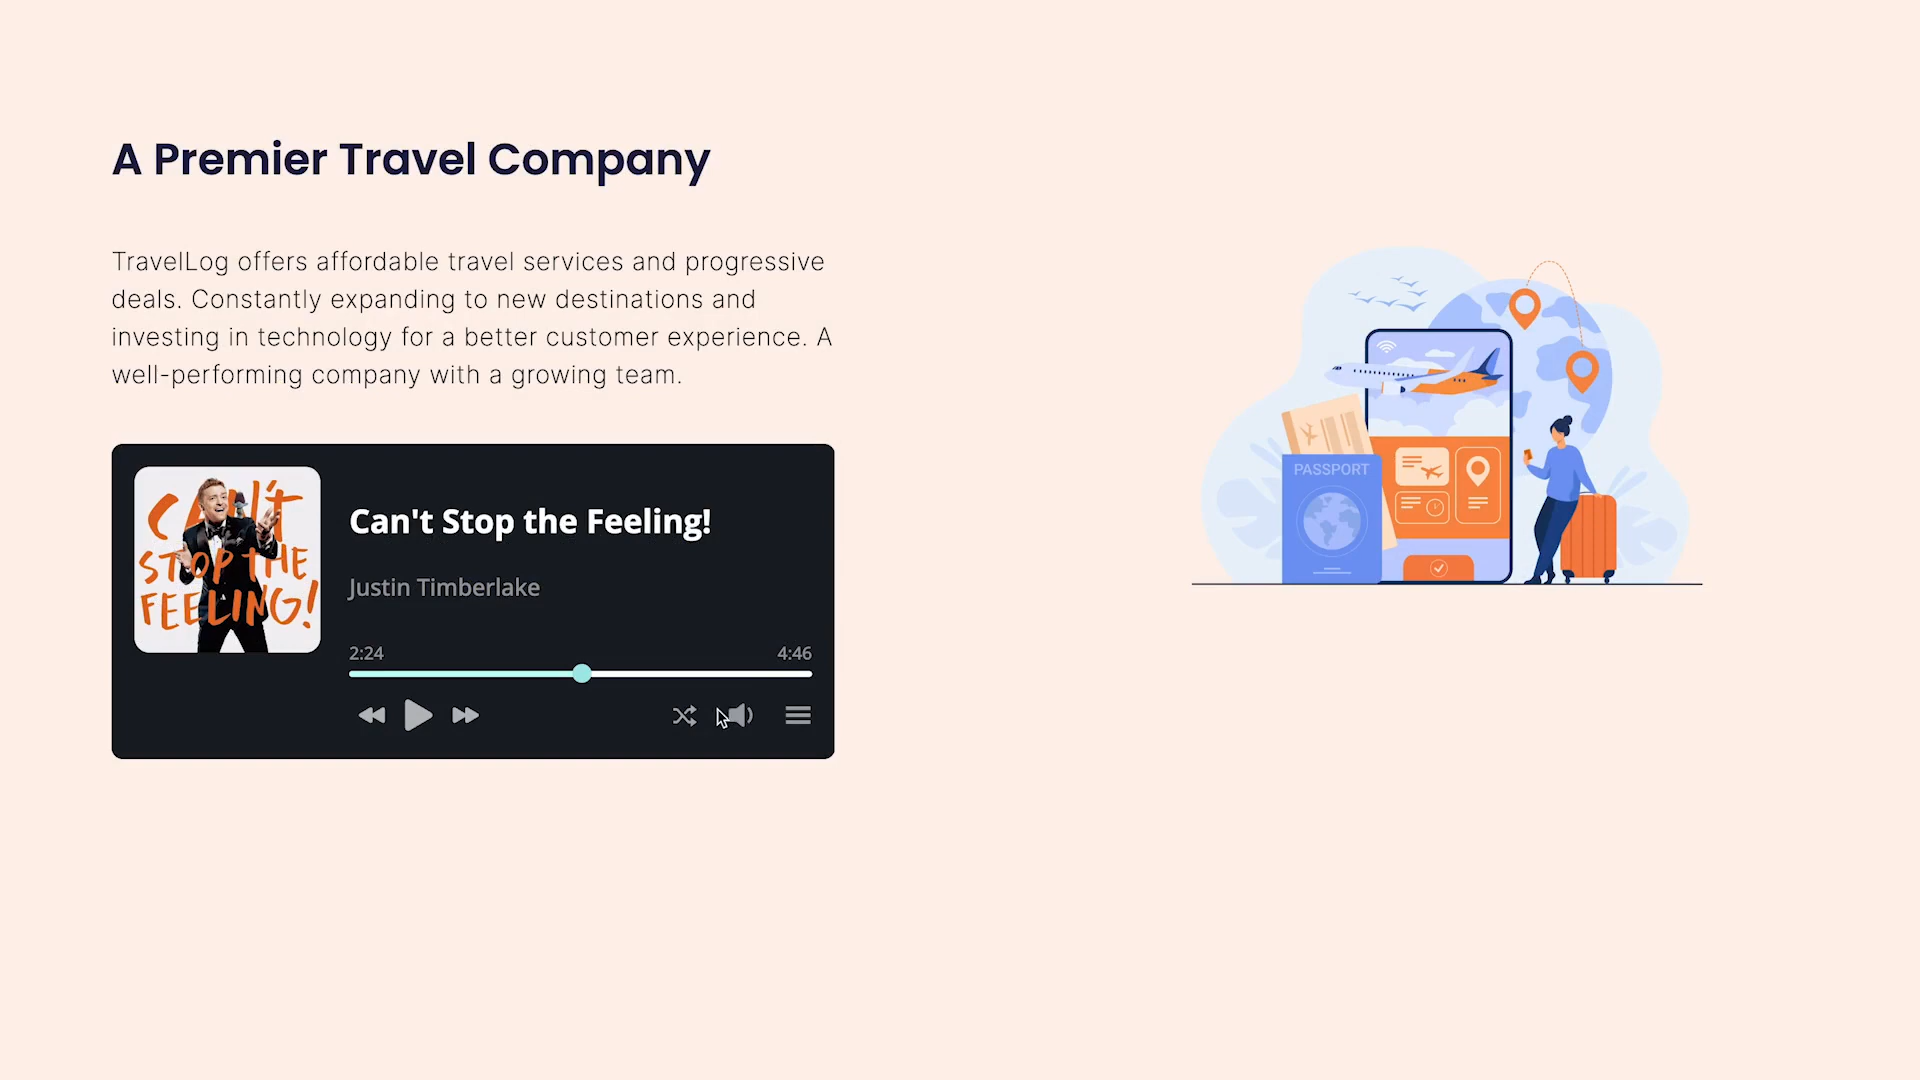 A Premier Travel Company
TravelLog offers affordable travel services and progressive
deals. Constantly expanding to new destinations and
investing in technology for a better customer experience. A
well-performing company with a growing team.
CAN'T
STOP THE
FEELING!
Can't Stop the Feeling!
Justin Timberlake
2:24
4:46
PASSPORT